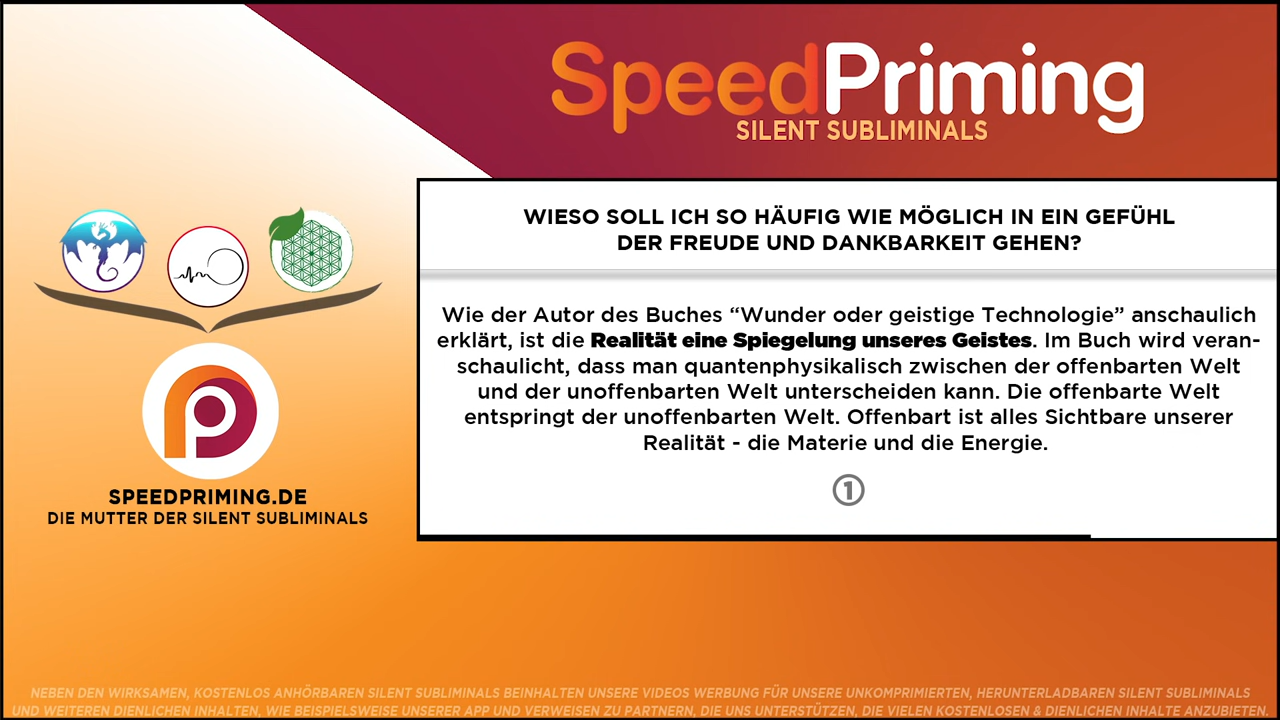 SpeedPriming
SILENT SUBLIMINALS
WIESO SOLL ICH SO HÄUFIG WIE MÖGLICH IN EIN GEFÜHL
DER FREUDE UND DANKBARKEIT GEHEN?
Wie der Autor des Buches “Wunder oder geistige Technologie” anschaulich
erklärt, ist die Realität eine Spiegelung unseres Geistes. Im Buch wird veran-
schaulicht, dass man quantenphysikalisch zwischen der offenbarten Welt
und der unoffenbarten Welt unterscheiden kann. Die offenbarte Welt
entspringt der unoffenbarten Welt. Offenbart ist alles Sichtbare unserer
Realität - die Materie und die Energie.
①
SPEEDPRIMING.DE
DIE MUTTER DER SILENT SUBLIMINALS
NEBEN DEN WIRKSAMEN, KOSTENLOS ANHÖRBAREN SILENT SUBLIMINALS BEINHALTEN UNSERE VIDEOS WERBUNG FÜR UNSERE UNKOMPRIMIERTEN, HERUNTERLADBAREN SILENT SUBLIMINALS
UND WEITEREN DIENLICHEN INHALTEN, WIE BEISPIELSWEISE UNSERER APP UND VERWEISEN ZU PARTNERN, DIE UNS UNTERSTÜTZEN, DIE VIELEN KOSTENLOSEN & DIENLICHEN INHALTE ANZUBIETEN.